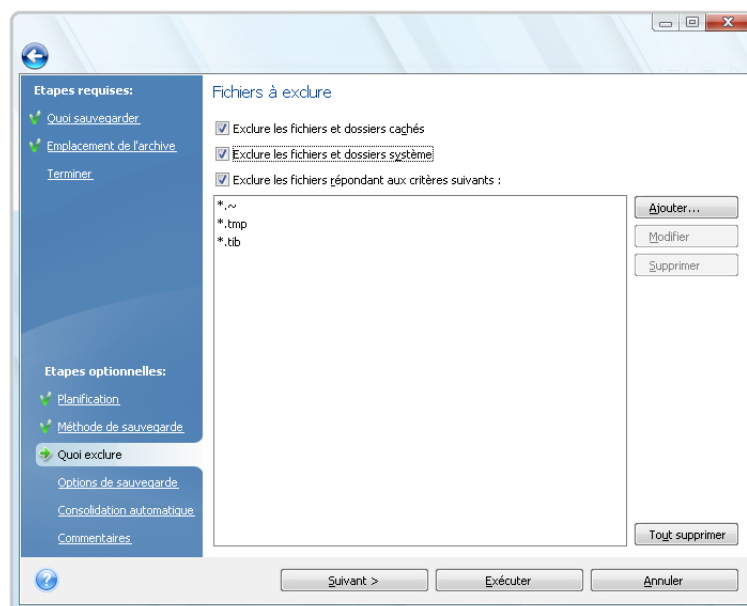 Etapes requises:
Quoi sauvegarder
Emplacement de l'archive
Terminer
Etapes optionnelles:
Planification
Méthode de sauvegarde
Quoi exclure
Options de sauvegarde
Consolidation automatique
Commentaires
Fichiers à exclure
Exclure les fichiers et dossiers cachés
Exclure les fichiers et dossiers système
Exclure les fichiers répondant aux critères suivants :
*.~
*.tmp
*.tib
Ajouter...
Modifier
Supprimer
Tout supprimer
Suivant >
Exécuter
Annuler